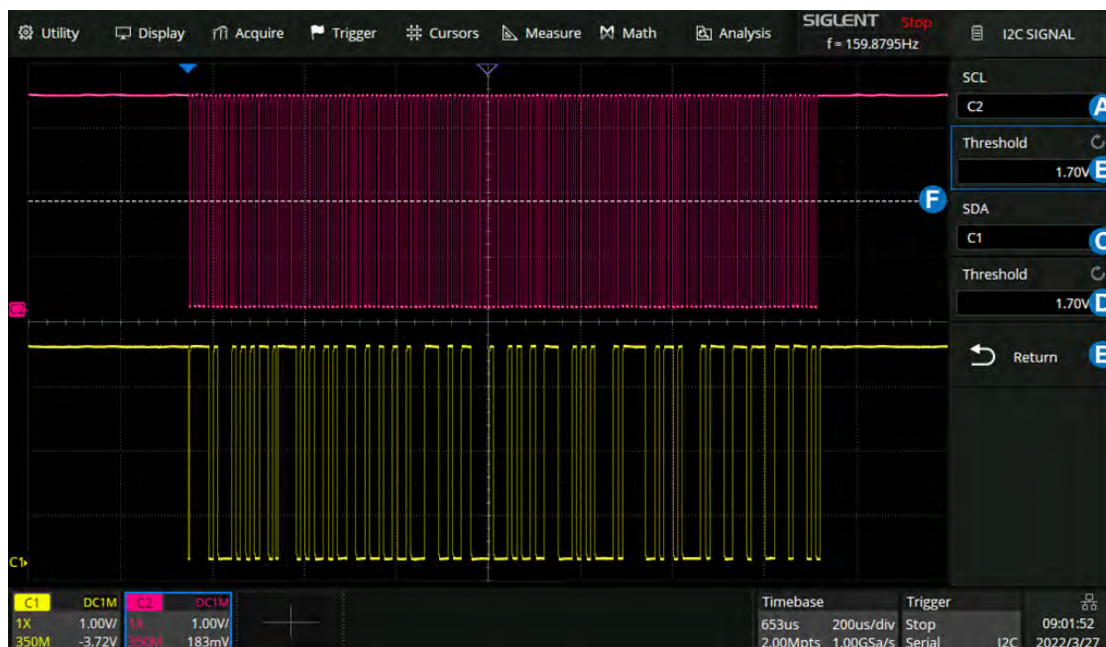 Utility Display Acquire Trigger Cursors Measure Math Analysis SIGLENT Stop
f = 159.8795Hz
I2C SIGNAL
SCL
C2 A
Threshold
1.70V B
F
SDA
C1 C
Threshold
1.70V D
Return E
C2
C1
C1 DC1M
1X 1.00V/
350M -3.72V
C2 DC1M
1X 1.00V/
350M 183mV
Timebase
653us 200us/div
2.00Mpts 1.00GSa/s
Trigger
Stop
Serial I2C
09:01:52
2022/3/27